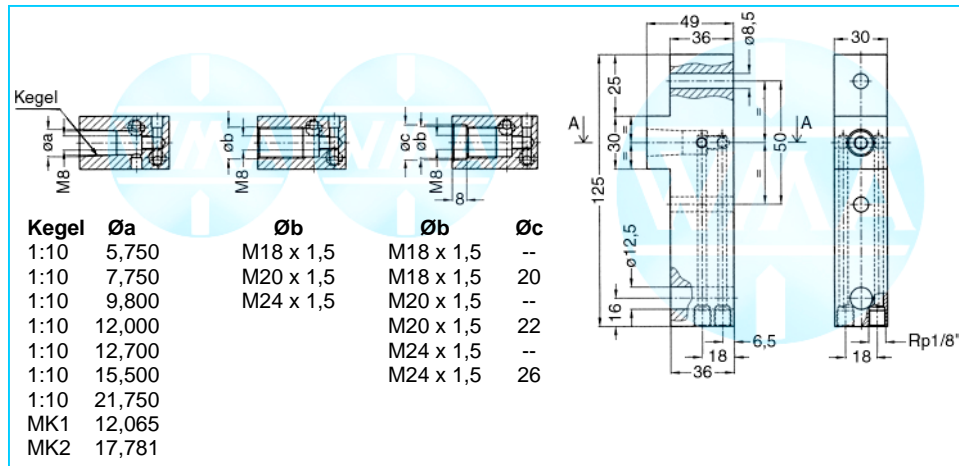 Kegel
øa
M8
øb
M8
øc
øb
M8
8
Kegel Øa
1:10 5,750
1:10 7,750
1:10 9,800
1:10 12,000
1:10 12,700
1:10 15,500
1:10 21,750
MK1 12,065
MK2 17,781
Øb
M18 x 1,5
M20 x 1,5
M24 x 1,5
Øb Øc
M18 x 1,5 --
M18 x 1,5 20
M20 x 1,5 --
M20 x 1,5 22
M24 x 1,5 --
M24 x 1,5 26
49
36
ø8,5
30
25
A
A
=
=
30
=
=
50
125
ø12,5
16
6,5
18
36
18
Rp1/8"
WMA